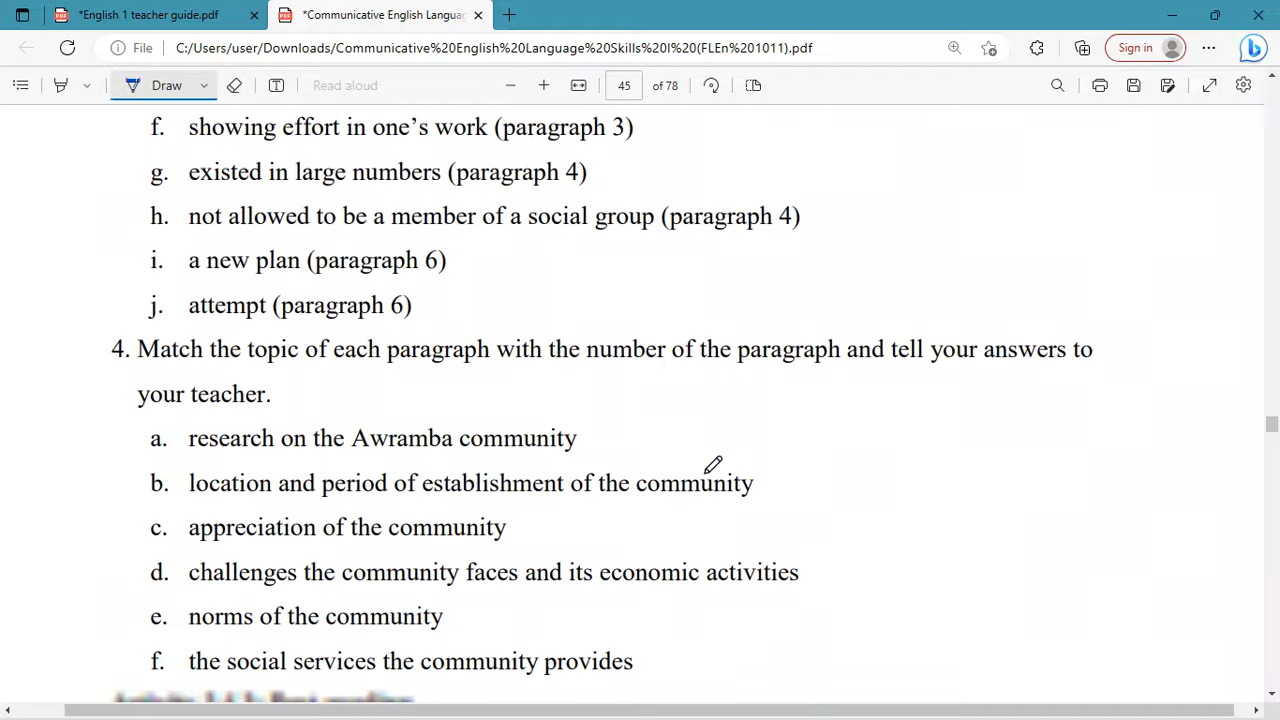 *English 1 teacher guide.pdf
*Communicative English Langua
File
C:/Users/user/Downloads/Communicative%20English%20Language%20Skills%20I%20(FLEn%201011).pdf
Sign in
Draw
Read aloud
45 of 78
f. showing effort in one’s work (paragraph 3)
g. existed in large numbers (paragraph 4)
h. not allowed to be a member of a social group (paragraph 4)
i. a new plan (paragraph 6)
j. attempt (paragraph 6)
4. Match the topic of each paragraph with the number of the paragraph and tell your answers to
your teacher.
a. research on the Awramba community
b. location and period of establishment of the community
c. appreciation of the community
d. challenges the community faces and its economic activities
e. norms of the community
f. the social services the community provides